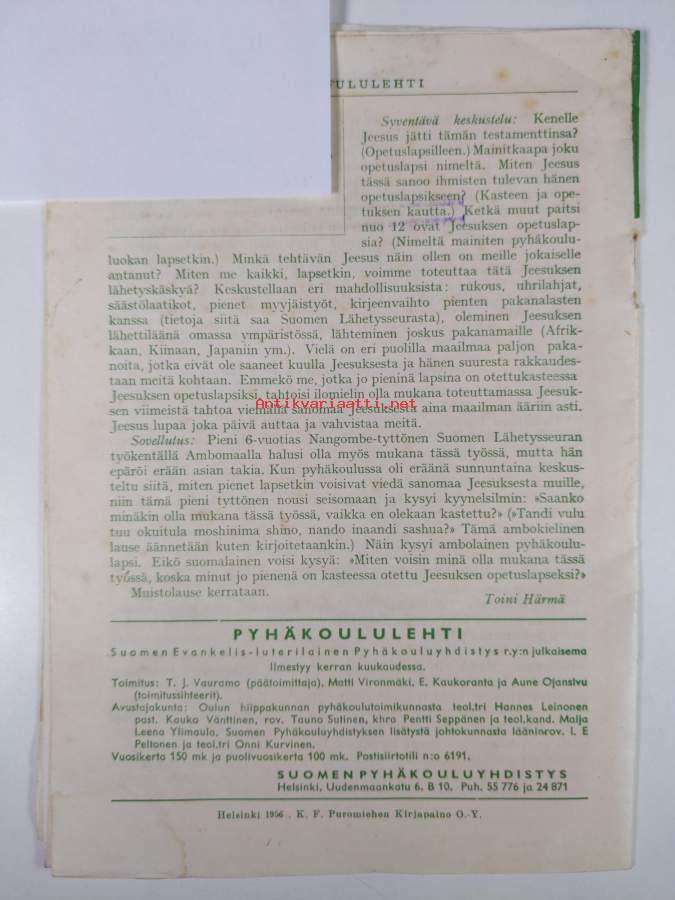 ULULEHTI
Syventävä keskustelu: Kenelle
Jeesus jätti tämän testamenttinsa?
(Opetuslapsilleen.) Mainitkaapa joku
opetuslapsi nimeltä. Miten Jeesus
tässä sanoo ihmisten tulevan hänen
opetuslapsikseen? (Kasteen ja ope-
tuksen kautta.) Ketkä muut paitsi
nuo 12 ovat Jeesuksen opetuslap-
sia? (Nimeltä mainiten pyhäkoulu-
luokan lapsetkin.) Minkä tehtävän Jeesus näin ollen on meille jokaiselle
antanut? Miten me kaikki, lapsetkin, voimme toteuttaa tätä Jeesuksen
lähetyskäskyä? Keskustellaan eri mahdollisuuksista: rukous, uhrilahjat,
säästölaatikot, pienet myyjäistyöt, kirjeenvaihto pienten pakanalasten
kanssa (tietoja siitä saa Suomen Lähetysseurasta), oleminen Jeesuksen
lähettiläänä omassa ympäristössä, lähteminen joskus pakanamaille (Afrik-
kaan, Kiinaan, Japaniin ym.). Vielä on eri puolilla maailmaa paljon paka-
noita, jotka eivät ole saaneet kuulla Jeesuksesta ja hänen suuresta rakkaudes-
taan meitä kohtaan. Emmekö me, jotka jo pieninä lapsina on otettu kasteessa
Jeesuksen opetuslapsiksi, tahtoisi ilomielin olla mukana toteuttamassa Jeesuk-
sen viimeistä tahtoa viemällä sanomaa Jeesuksesta aina maailman ääriin asti.
Antikvariaatti.net
Jeesus lupaa joka päivä auttaa ja vahvistaa meitä.
Sovellutus: Pieni 6-vuotias Nangombe-tyttönen Suomen Lähetysseuran
työkentällä Ambomaalla halusi olla myös mukana tässä työssä, mutta hän
epäröi erään asian takia. Kun pyhäkoulussa oli eräänä sunnuntaina keskus-
teltu siitä, miten pienet lapsetkin voisivat viedä sanomaa Jeesuksesta muille,
niin tämä pieni tyttönen nousi seisomaan ja kysyi kyynelsilmin: »Saanko
minäkin olla mukana tässä työssä, vaikka en olekaan kastettu?» (»Tandi vulu
tuu okuitula moshinima shino, nando inaandi sashua?» Tämä ambokielinen
lause äännetään kuten kirjoitetaankin.) Näin kysyi ambolainen pyhäkoulu-
lapsi. Eikö suomalainen voisi kysyä: »Miten voisin minä olla mukana tässä
työssä, koska minut jo pienenä on kasteessa otettu Jeesuksen opetuslapseksi?»
Muistolause kerrataan.
Toini Härmä
PYHÄKOULULEHTI
Suomen Evankelis-luterilainen Pyhäkouluyhdistys r.y:n julkaisema
Ilmestyy kerran kuukaudessa.
Toimitus: T. J. Vauramo (päätoimittaja), Matti Vironmäki, E. Kaukoranta ja Aune Ojansivu
(toimitussihteerit).
Avustajakunta: Oulun hiippakunnan pyhäkoulutoimikunnasta teol.tri Hannes Leinonen
past. Kauko Vänttinen, rov. Tauno Sutinen, khra Pentti Seppänen ja teol.kand. Maija
Leena Ylimaula, Suomen Pyhäkouluyhdistyksen lisätystä johtokunnasta lääninrov. I. E
Peltonen ja teol.tri Onni Kurvinen.
Vuosikerta 150 mk ja puolivuosikerta 100 mk. Postisiirtotili n:o 6191.
SUOMEN PYHÄKOULUYHDISTYS
Helsinki, Uudenmaankatu 6. B 10. Puh. 55 776 ja 24 871
Helsinki 1956 . K. F. Puromiehen Kirjapaino O.-Y.